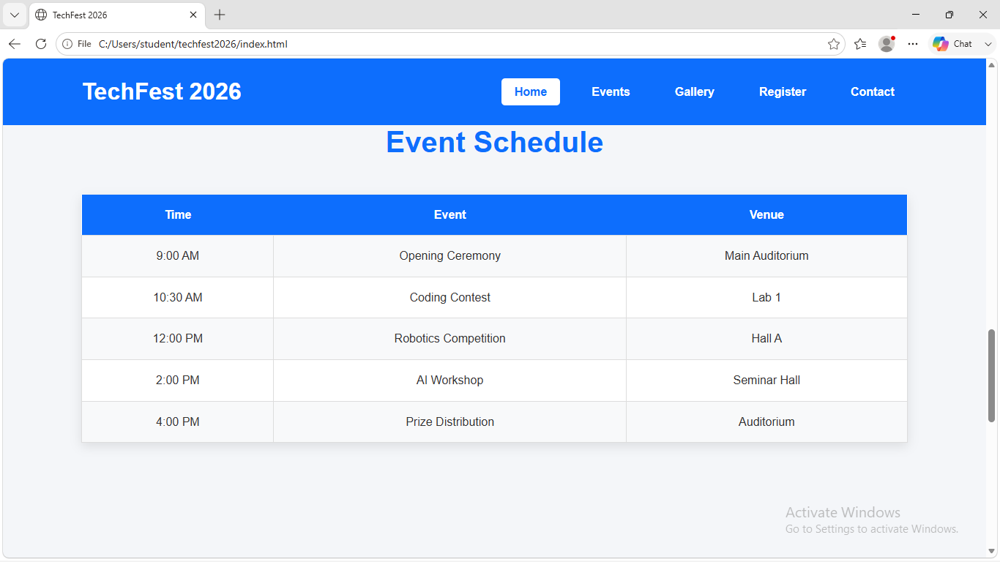 TechFest 2026
File C:/Users/student/techfest2026/index.html
Chat
TechFest 2026
Home Events Gallery Register Contact
Event Schedule
Time Event Venue
9:00 AM Opening Ceremony Main Auditorium
10:30 AM Coding Contest Lab 1
12:00 PM Robotics Competition Hall A
2:00 PM AI Workshop Seminar Hall
4:00 PM Prize Distribution Auditorium
Activate Windows
Go to Settings to activate Windows.